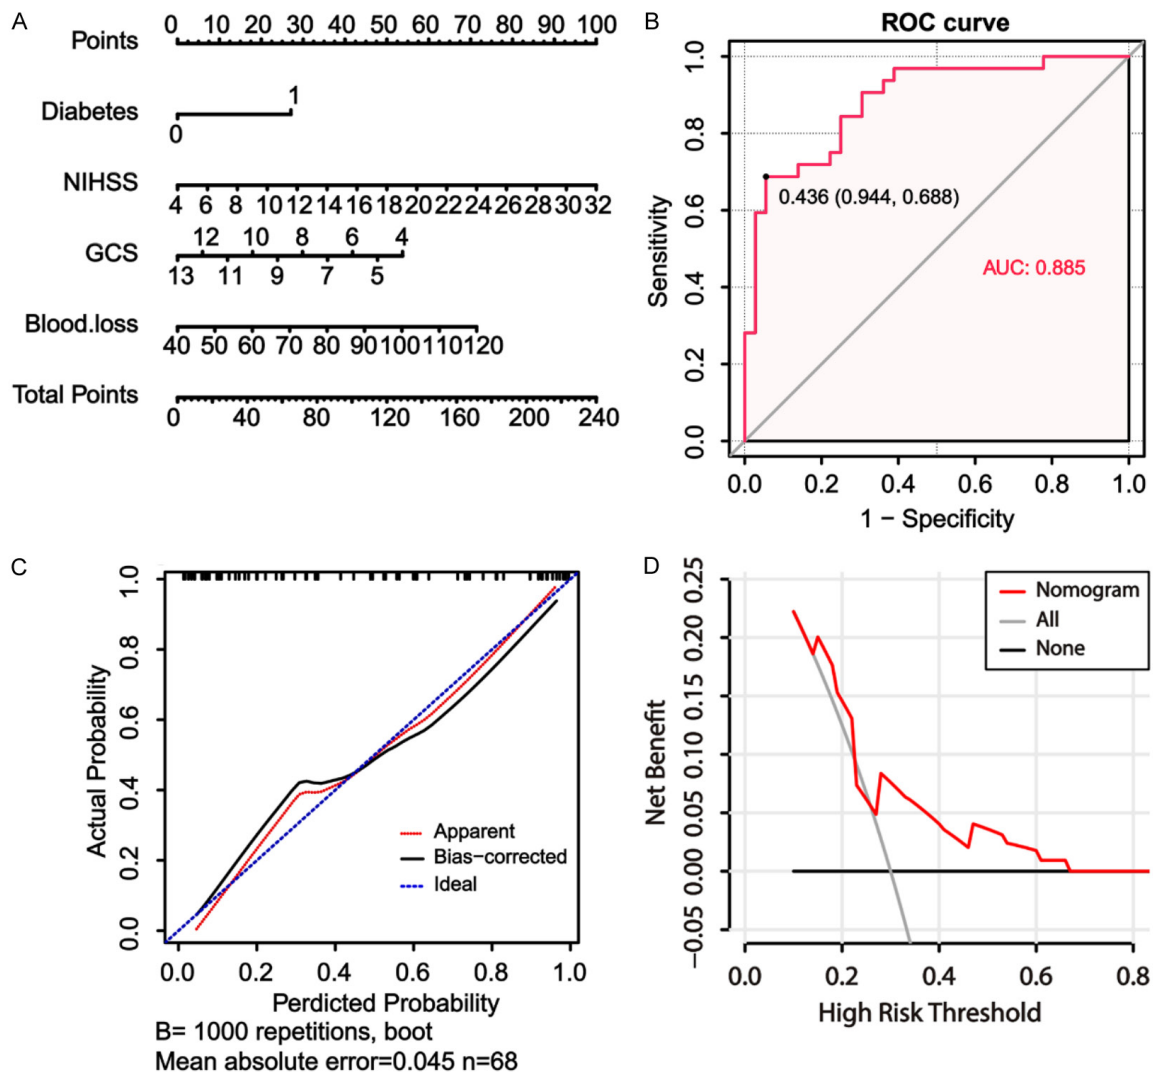 A
Points
0 10 20 30 40 50 60 70 80 90 100
Diabetes
1
0
NIHSS
4 6 8 10 12 14 16 18 20 22 24 26 28 30 32
GCS
12 10 8 6 4
13 11 9 7 5
Blood.loss
40 50 60 70 80 90 100 110 120
Total Points
0 40 80 120 160 200 240
B
ROC curve
Sensitivity
1.0
0.8
0.6
0.4
0.2
0.0
0.436 (0.944, 0.688)
AUC: 0.885
0.0 0.2 0.4 0.6 0.8 1.0
1 − Specificity
C
Actual Probability
1.0
0.8
0.6
0.4
0.2
0.0
Apparent
Bias−corrected
Ideal
0.0 0.2 0.4 0.6 0.8 1.0
Perdicted Probability
B= 1000 repetitions, boot
Mean absolute error=0.045 n=68
D
Net Benefit
0.25
0.20
0.15
0.10
0.05
0.00
−0.05
Nomogram
All
None
0.0 0.2 0.4 0.6 0.8
High Risk Threshold